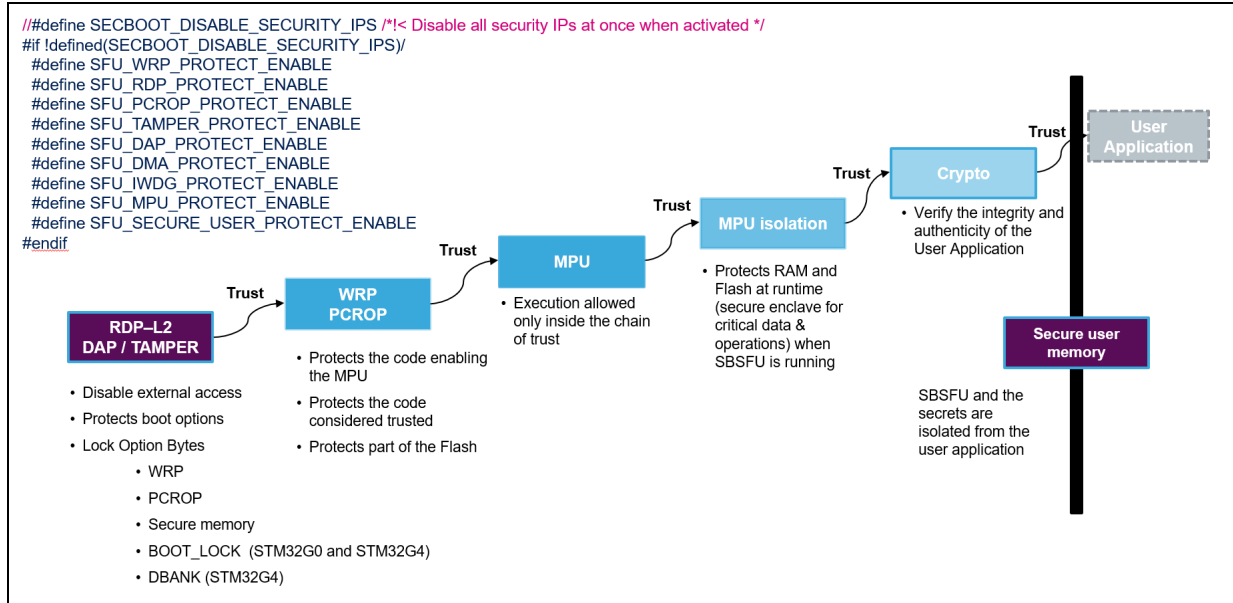 //#define SECBOOT_DISABLE_SECURITY_IPS /*!< Disable all security IPs at once when activated */
#if !defined(SECBOOT_DISABLE_SECURITY_IPS)/
#define SFU_WRP_PROTECT_ENABLE
#define SFU_RDP_PROTECT_ENABLE
#define SFU_PCROP_PROTECT_ENABLE
#define SFU_TAMPER_PROTECT_ENABLE
#define SFU_DAP_PROTECT_ENABLE
#define SFU_DMA_PROTECT_ENABLE
#define SFU_IWDG_PROTECT_ENABLE
#define SFU_MPU_PROTECT_ENABLE
#define SFU_SECURE_USER_PROTECT_ENABLE
#endif
RDP–L2
DAP / TAMPER
• Disable external access
• Protects boot options
• Lock Option Bytes
• WRP
• PCROP
• Secure memory
• BOOT_LOCK (STM32G0 and STM32G4)
• DBANK (STM32G4)
Trust
WRP
PCROP
• Protects the code enabling
the MPU
• Protects the code
considered trusted
• Protects part of the Flash
Trust
MPU
• Execution allowed
only inside the chain
of trust
Trust
MPU isolation
• Protects RAM and
Flash at runtime
(secure enclave for
critical data &
operations) when
SBSFU is running
Trust
Crypto
• Verify the integrity and
authenticity of the
User Application
Trust
User
Application
Secure user
memory
SBSFU and the
secrets are
isolated from the
user application